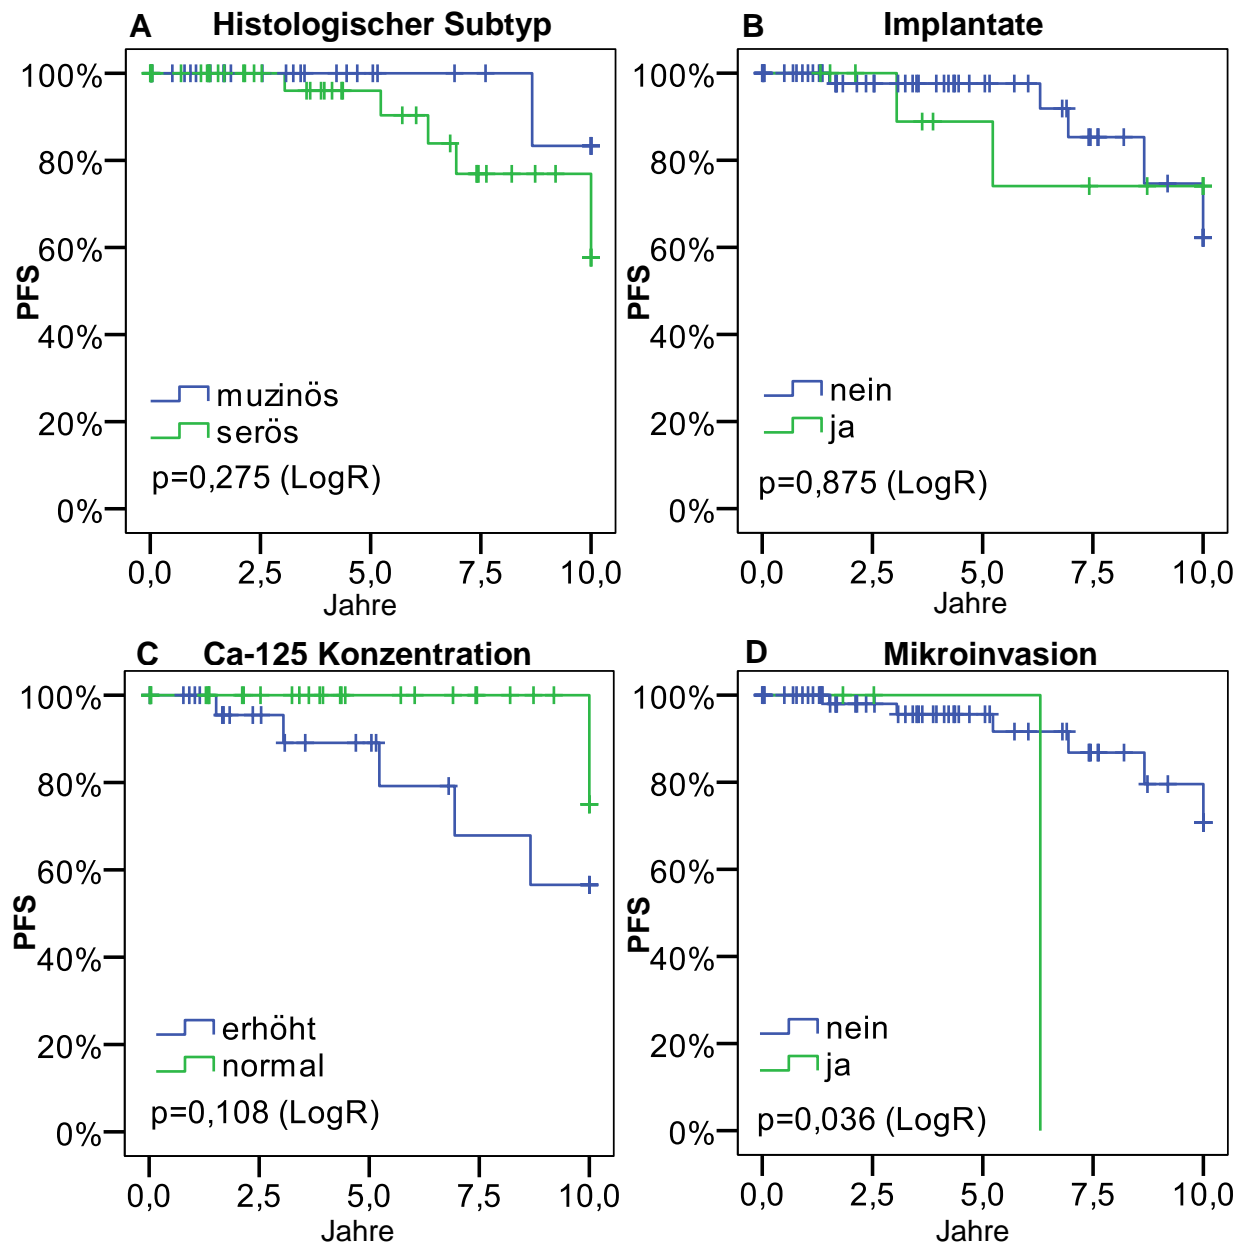 A Histologischer Subtyp
100%
80%
60%
40%
20%
0%
PFS
muzinös
serös
p=0,275 (LogR)
0,0 2,5 5,0 7,5 10,0
Jahre
B Implantate
100%
80%
60%
40%
20%
0%
PFS
nein
ja
p=0,875 (LogR)
0,0 2,5 5,0 7,5 10,0
Jahre
C Ca-125 Konzentration
100%
80%
60%
40%
20%
0%
PFS
erhöht
normal
p=0,108 (LogR)
0,0 2,5 5,0 7,5 10,0
Jahre
D Mikroinvasion
100%
80%
60%
40%
20%
0%
PFS
nein
ja
p=0,036 (LogR)
0,0 2,5 5,0 7,5 10,0
Jahre